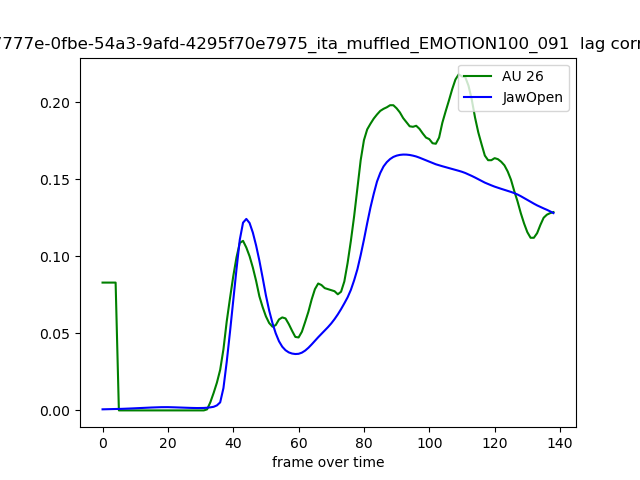 7777e-0fbe-54a3-9afd-4295f70e7975_ita_muffled_EMOTION100_091 lag corr
AU 26
JawOpen
0.20
0.15
0.10
0.05
0.00
0 20 40 60 80 100 120 140
frame over time